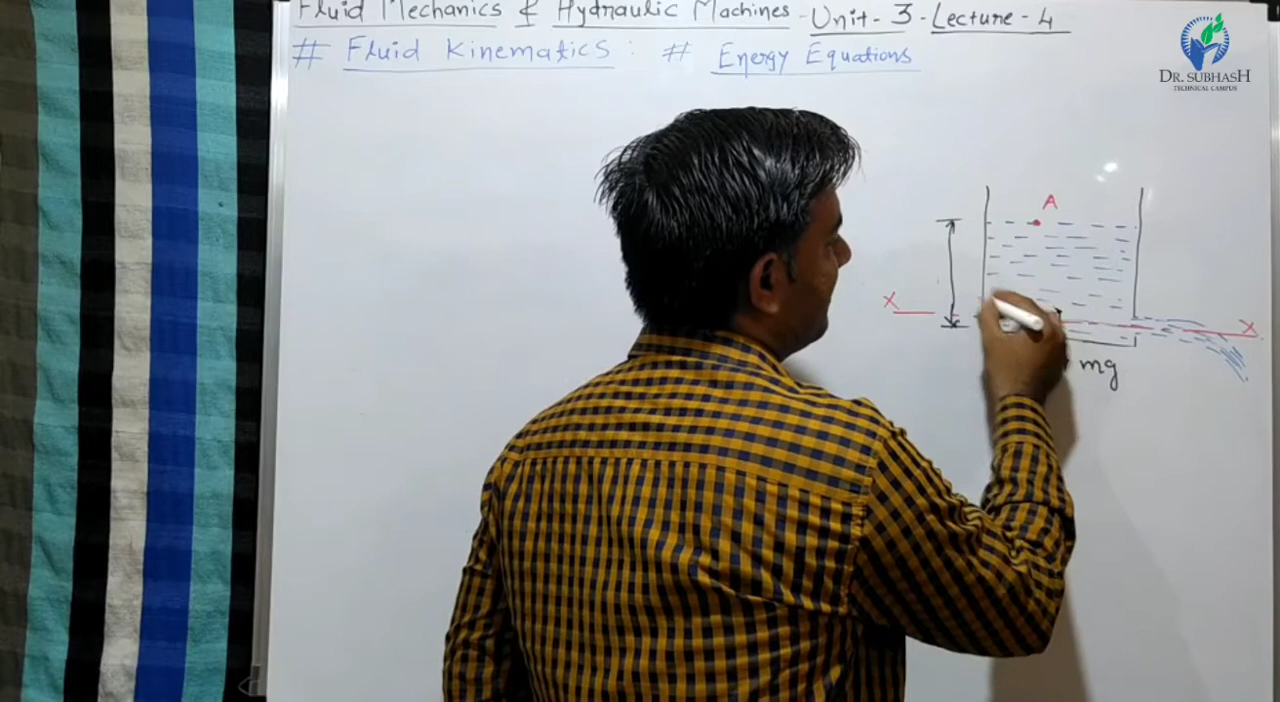 Fluid Mechanics & Hydraulic Machines - Unit - 3 - Lecture - 4
# Fluid Kinematics : # Energy Equations
DR. SUBHASH
TECHNICAL CAMPUS
A
X
X
mg